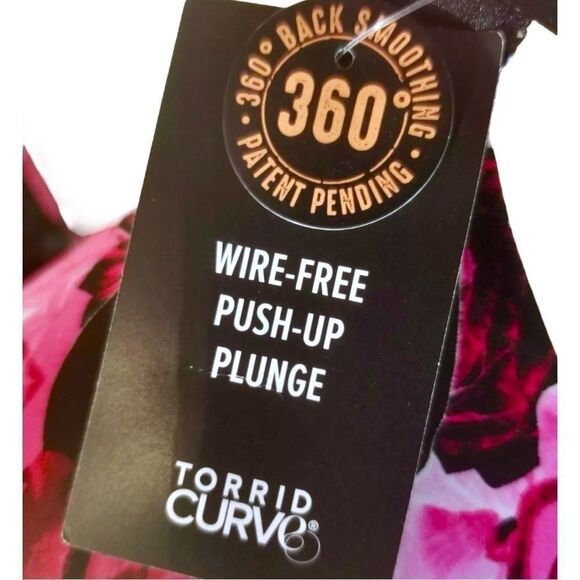 360° BACK SMOOTHING
360°
PATENT PENDING
WIRE-FREE
PUSH-UP
PLUNGE
TORRID
CURVE®